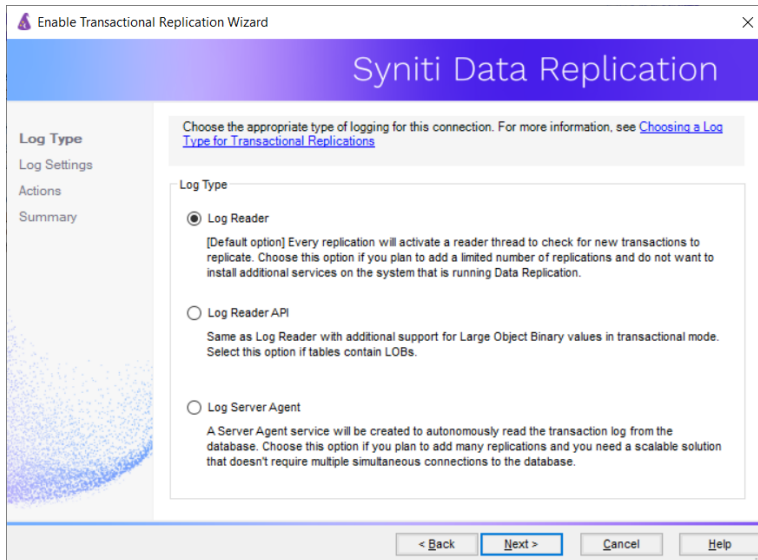 Enable Transactional Replication Wizard
Syniti Data Replication
Log Type
Log Settings
Actions
Summary
Choose the appropriate type of logging for this connection. For more information, see Choosing a Log
Type for Transactional Replications
Log Type
Log Reader
[Default option] Every replication will activate a reader thread to check for new transactions to
replicate. Choose this option if you plan to add a limited number of replications and do not want to
install additional services on the system that is running Data Replication.
Log Reader API
Same as Log Reader with additional support for Large Object Binary values in transactional mode.
Select this option if tables contain LOBs.
Log Server Agent
A Server Agent service will be created to autonomously read the transaction log from the
database. Choose this option if you plan to add many replications and you need a scalable solution
that doesn't require multiple simultaneous connections to the database.
< Back Next > Cancel Help